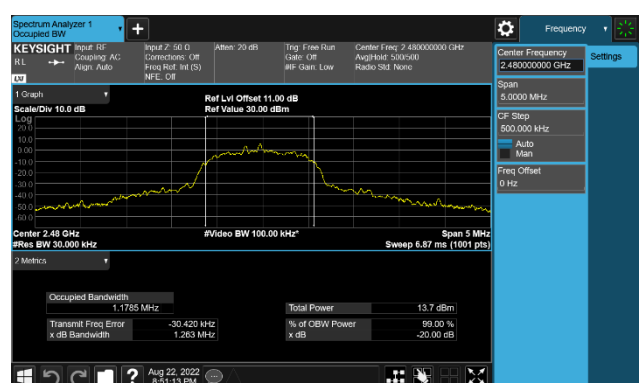 Spectrum Analyzer 1
Occupied BW
+
Frequency
KEYSIGHT
Input: RF
Input Z: 50 Ω
Atten: 20 dB
Trig: Free Run
Center Freq: 2.480000000 GHz
RL
Coupling: AC
Corrections: Off
Gate: Off
Avg|Hold: 500/500
Align: Auto
Freq Ref: Int (S)
#IF Gain: Low
Radio Std: None
NFE: Off
LXI
Center Frequency
2.480000000 GHz
Settings
Span
5.0000 MHz
CF Step
500.000 kHz
Auto
Man
Freq Offset
0 Hz
1 Graph
Ref Lvl Offset 11.00 dB
Scale/Div 10.0 dB
Ref Value 30.00 dBm
Log
20.0
10.0
0.00
-10.0
-20.0
-30.0
-40.0
-50.0
-60.0
Center 2.48 GHz
#Video BW 100.00 kHz*
Span 5 MHz
#Res BW 30.000 kHz
Sweep 6.87 ms (1001 pts)
2 Metrics
Occupied Bandwidth
1.1785 MHz
Total Power
13.7 dBm
Transmit Freq Error
-30.420 kHz
% of OBW Power
99.00 %
x dB Bandwidth
1.263 MHz
x dB
-20.00 dB
?
Aug 22, 2022
8:51:13 PM